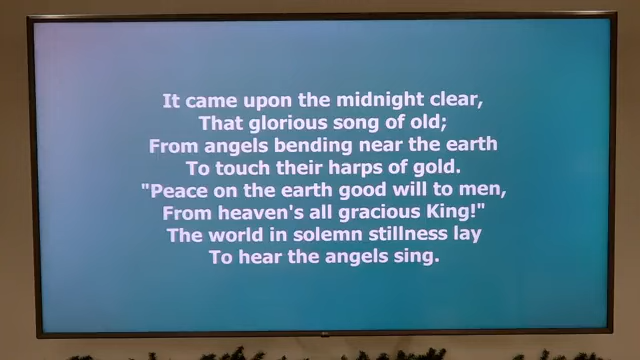 It came upon the midnight clear,
That glorious song of old;
From angels bending near the earth
To touch their harps of gold.
"Peace on the earth good will to men,
From heaven's all gracious King!"
The world in solemn stillness lay
To hear the angels sing.